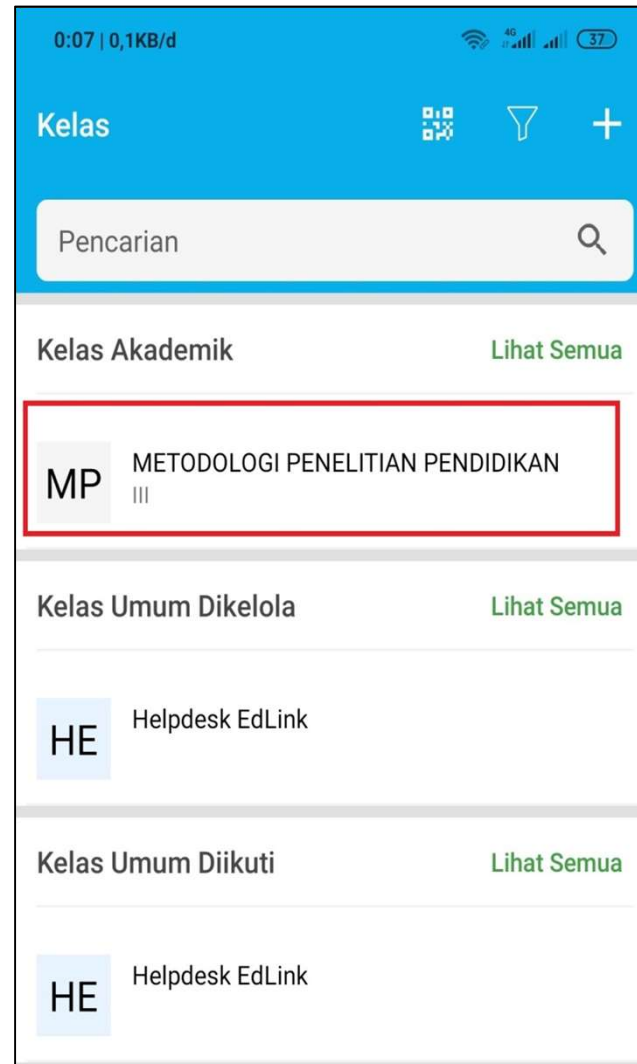 0:07 | 0,1KB/d 4G 37
Kelas
Pencarian
Kelas Akademik Lihat Semua
MP METODOLOGI PENELITIAN PENDIDIKAN
III
Kelas Umum Dikelola Lihat Semua
HE Helpdesk EdLink
Kelas Umum Diikuti Lihat Semua
HE Helpdesk EdLink